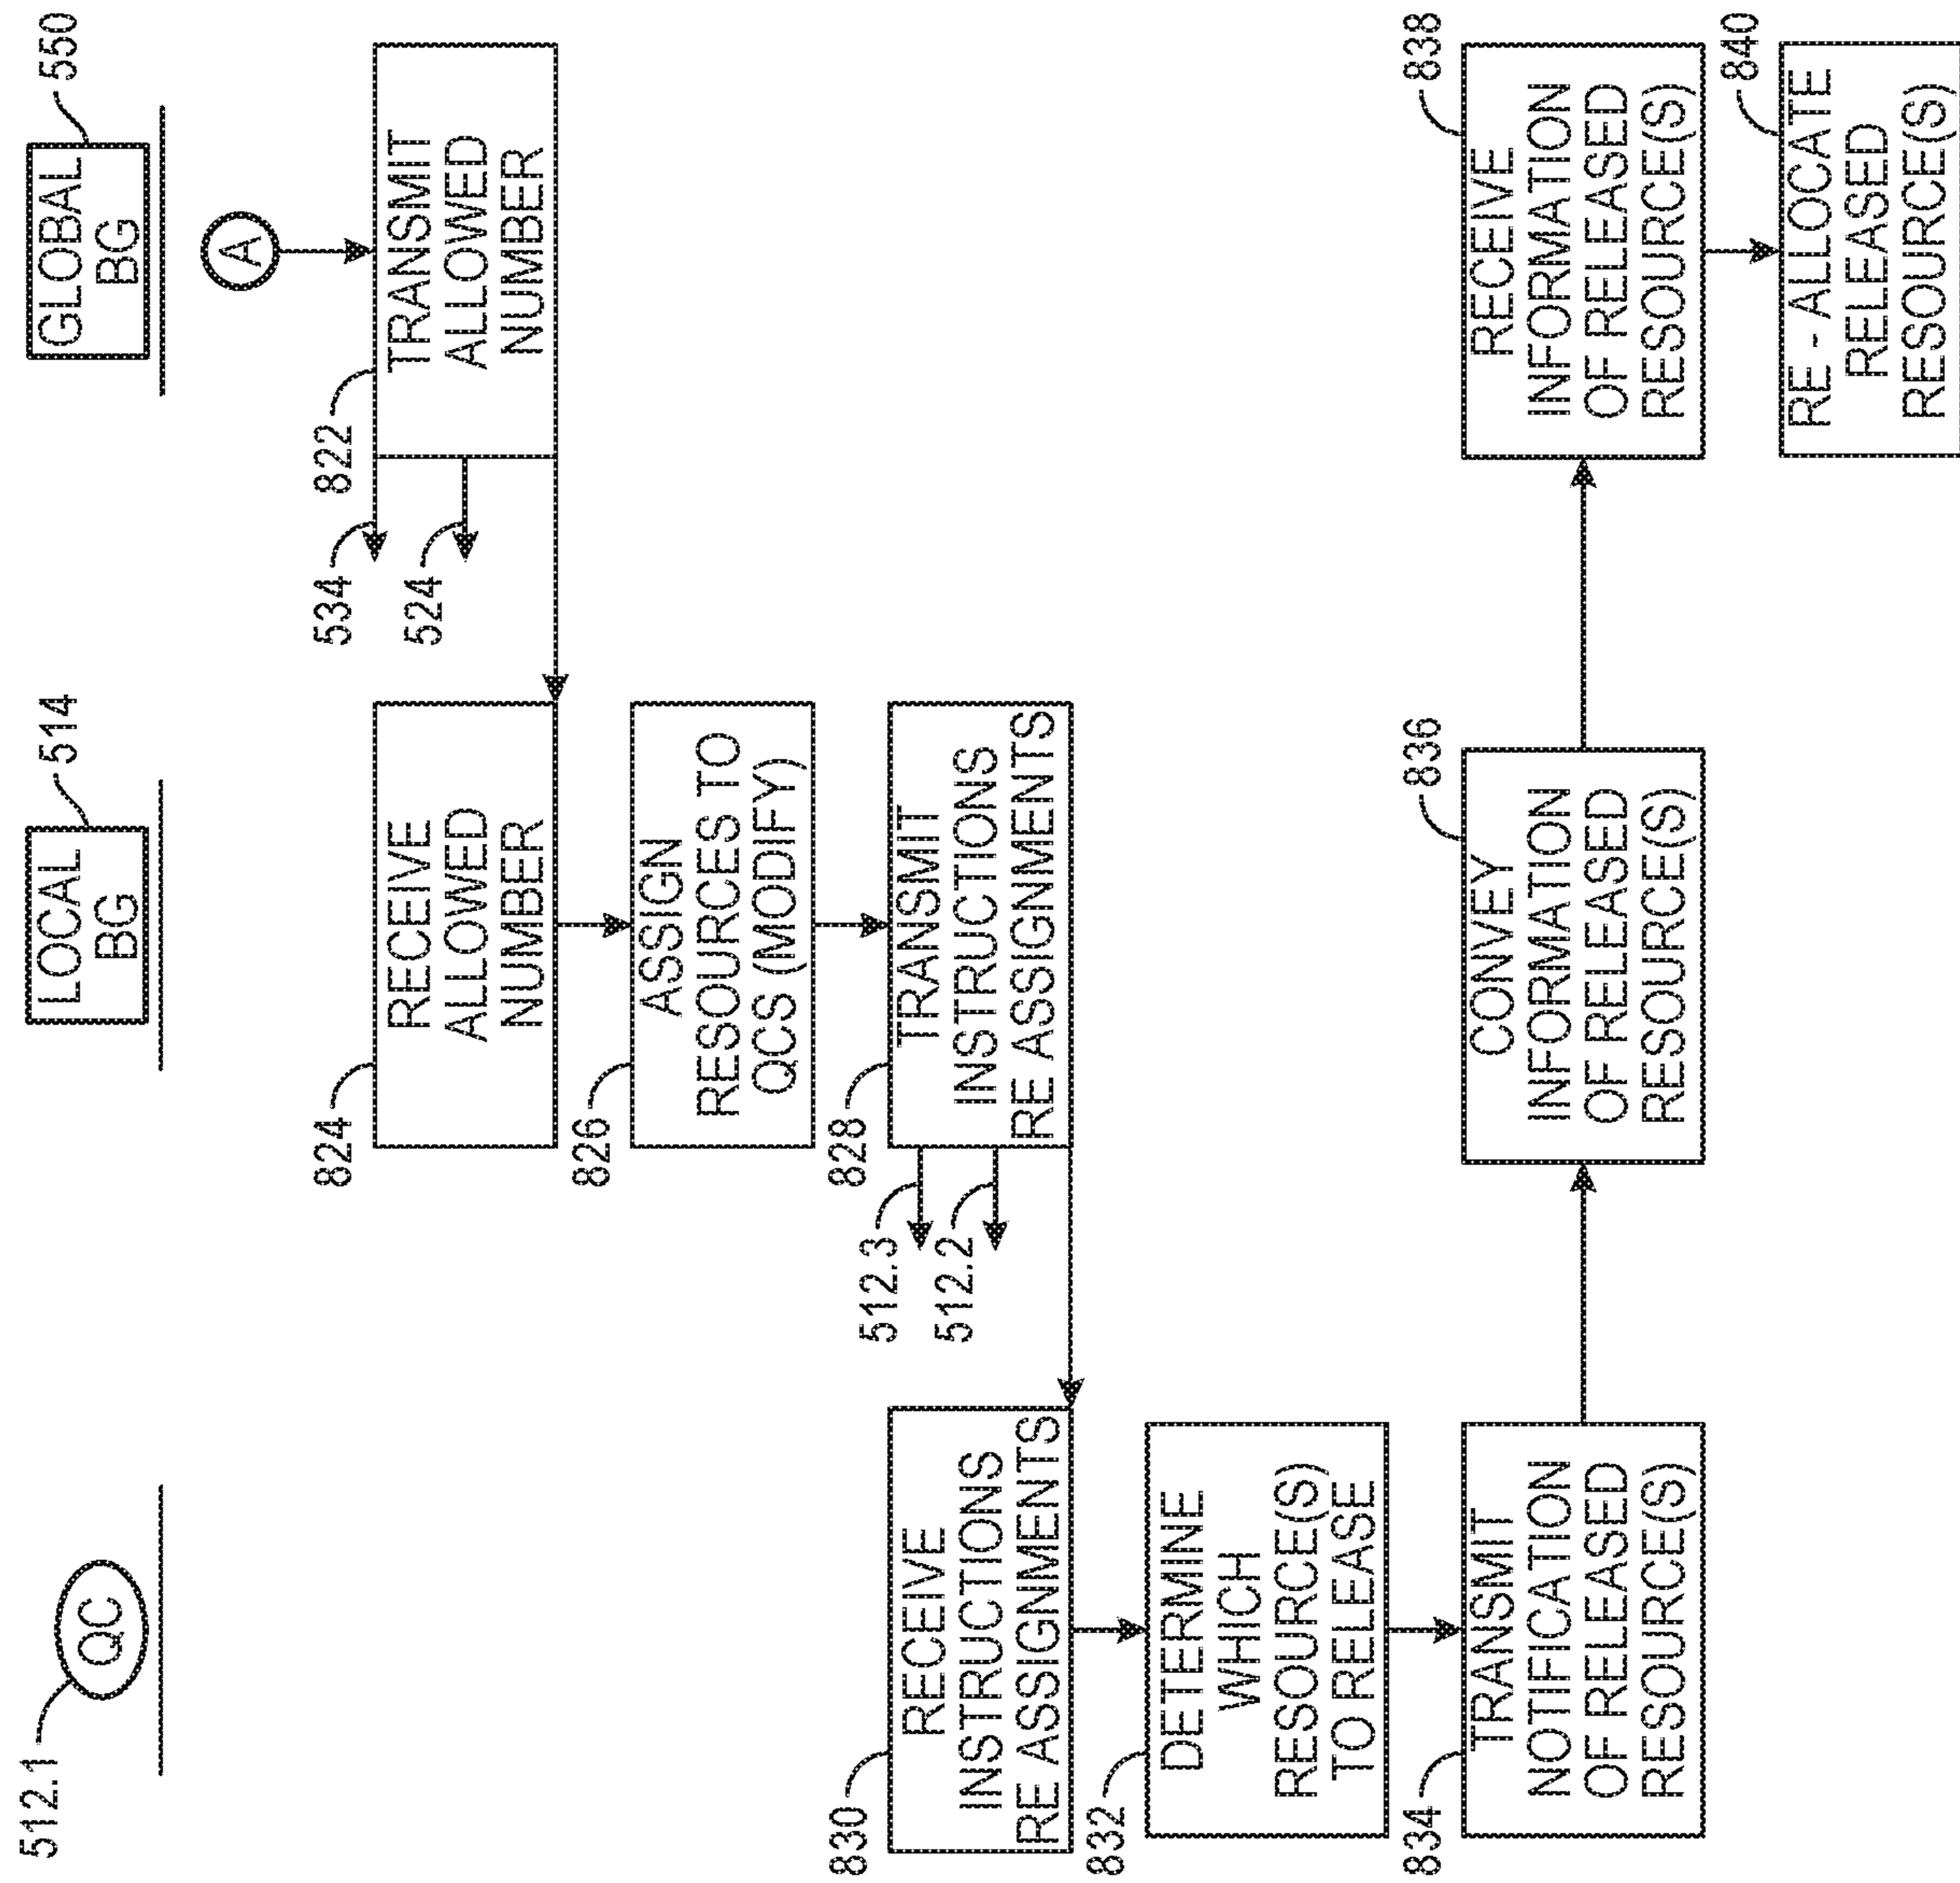 512.1
QC
LOCAL
BG
514
GLOBAL
BG
550
A
822
TRANSMIT
ALLOWED
NUMBER
534
524
824
RECEIVE
ALLOWED
NUMBER
826
ASSIGN
RESOURCES TO
QCS (MODIFY)
828
TRANSMIT
INSTRUCTIONS
RE ASSIGNMENTS
512.3
512.2
830
RECEIVE
INSTRUCTIONS
RE ASSIGNMENTS
832
DETERMINE
WHICH
RESOURCE(S)
TO RELEASE
834
TRANSMIT
NOTIFICATION
OF RELEASED
RESOURCE(S)
836
CONVEY
INFORMATION
OF RELEASED
RESOURCE(S)
838
RECEIVE
INFORMATION
OF RELEASED
RESOURCE(S)
840
RE - ALLOCATE
RELEASED
RESOURCE(S)